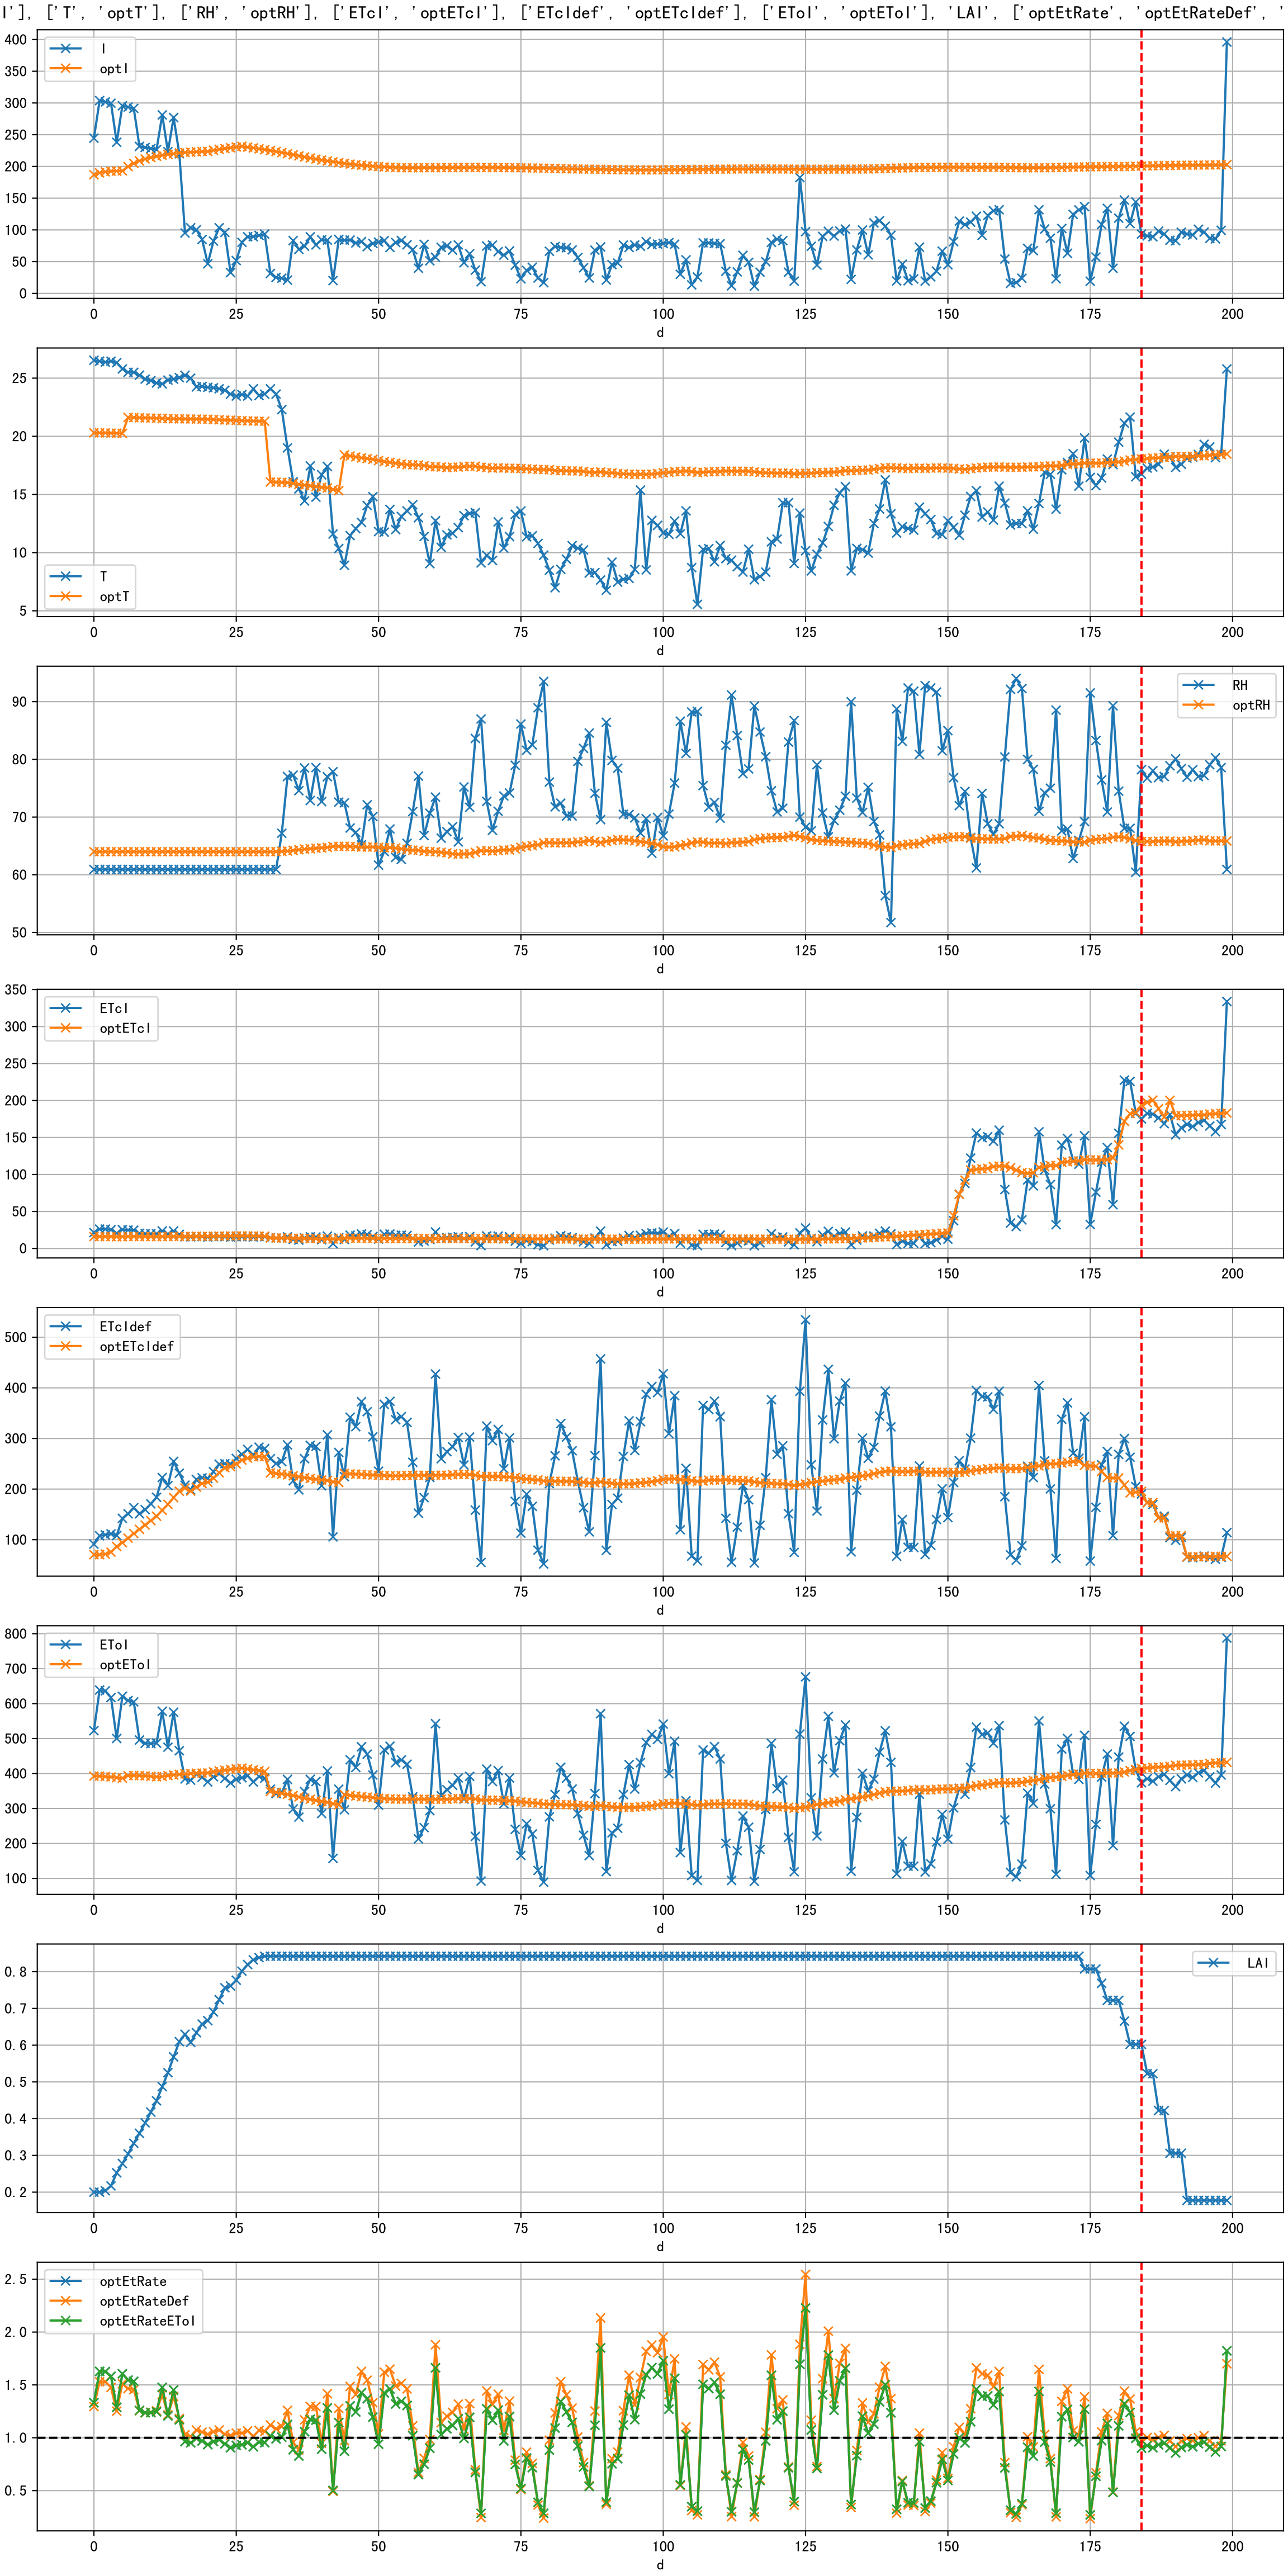 I'], ['T', 'optT'], ['RH', 'optRH'], ['ETcI', 'optETcI'], ['ETcIdef', 'optETcIdef'], ['EToI', 'optEToI'], 'LAI', ['optEtRate', 'optEtRateDef', '
I
optI
400
350
300
250
200
150
100
50
0
0 25 50 75 100 125 150 175 200
d
25
20
15
10
5
T
optT
0 25 50 75 100 125 150 175 200
d
RH
optRH
90
80
70
60
50
0 25 50 75 100 125 150 175 200
d
ETcI
optETcI
350
300
250
200
150
100
50
0
0 25 50 75 100 125 150 175 200
d
ETcIdef
optETcIdef
500
400
300
200
100
0 25 50 75 100 125 150 175 200
d
EToI
optEToI
800
700
600
500
400
300
200
100
0 25 50 75 100 125 150 175 200
d
LAI
0.8
0.7
0.6
0.5
0.4
0.3
0.2
0 25 50 75 100 125 150 175 200
d
optEtRate
optEtRateDef
optEtRateEToI
2.5
2.0
1.5
1.0
0.5
0 25 50 75 100 125 150 175 200
d